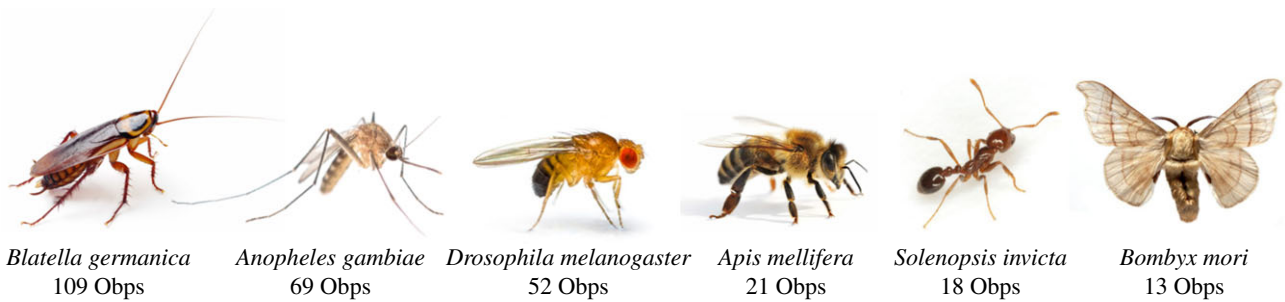 Blatella germanica
109 Obps
Anopheles gambiae
69 Obps
Drosophila melanogaster
52 Obps
Apis mellifera
21 Obps
Solenopsis invicta
18 Obps
Bombyx mori
13 Obps